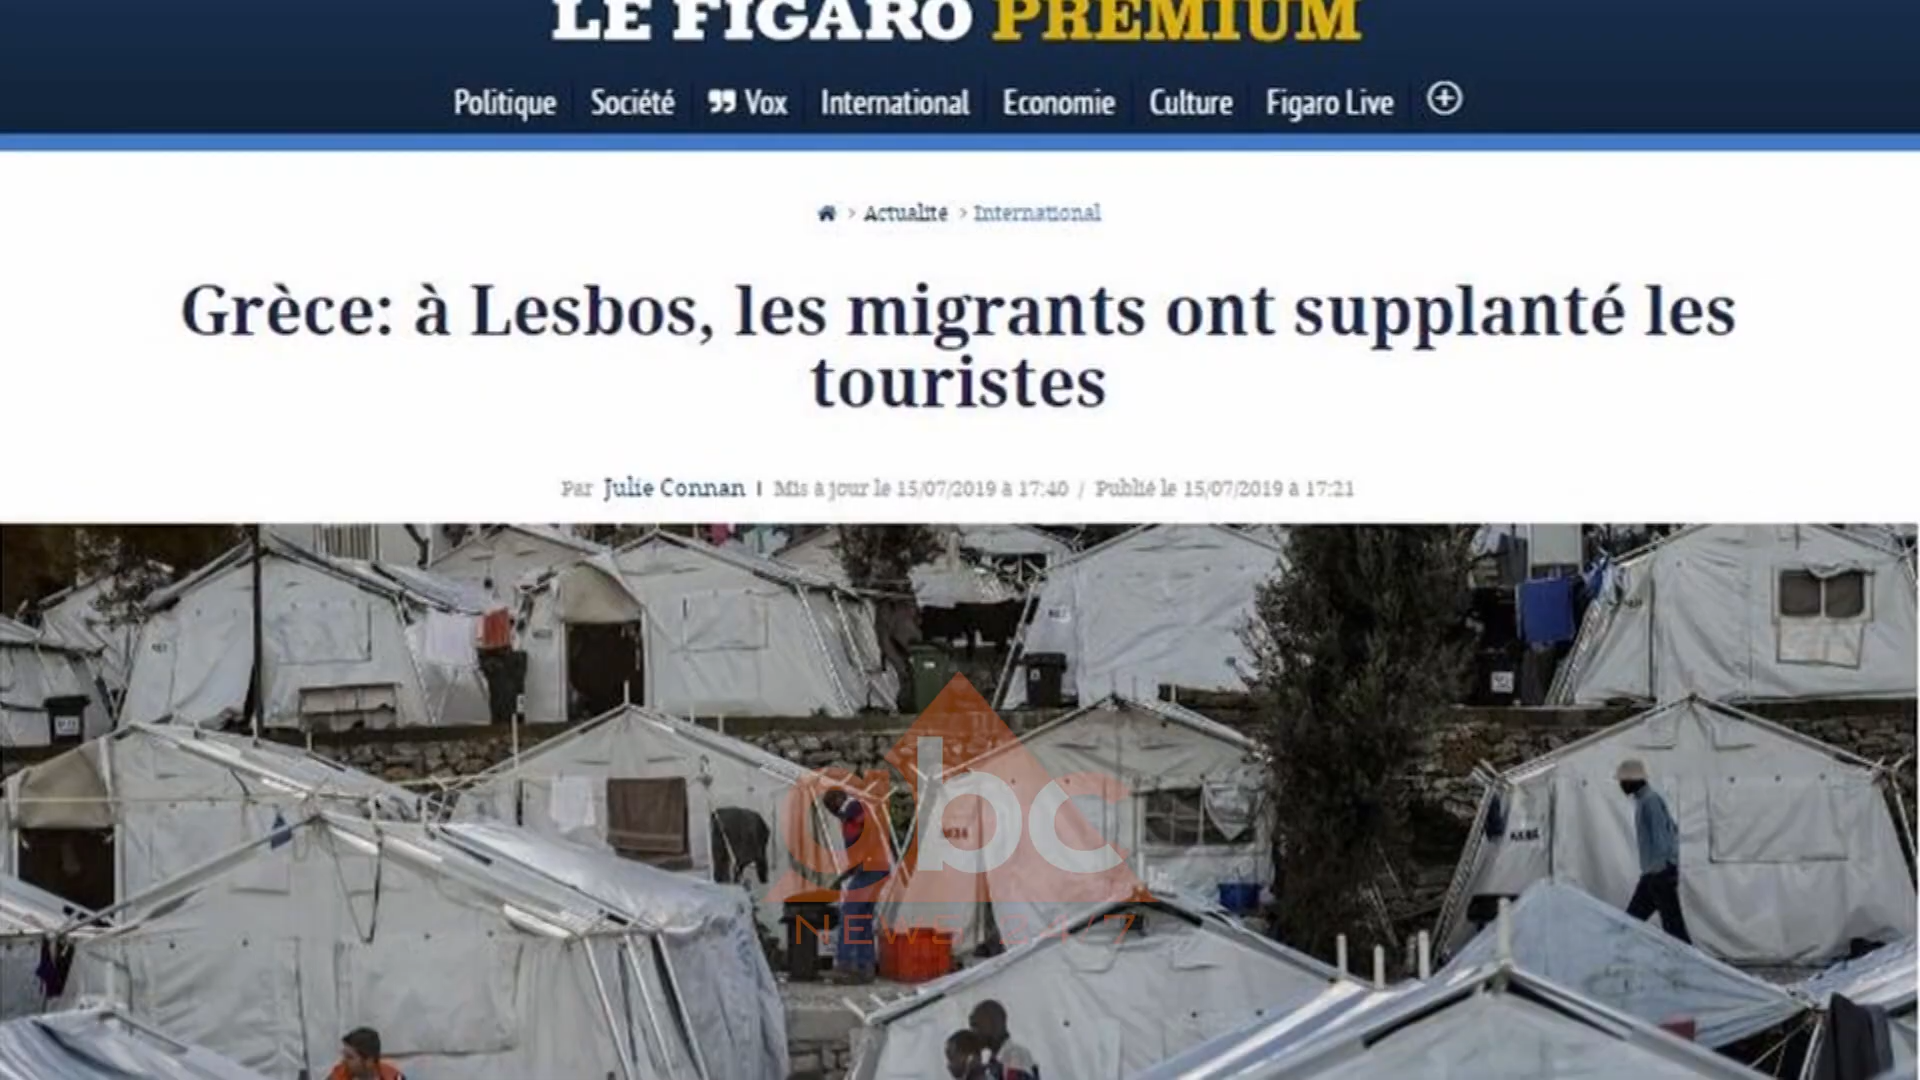 LE FIGARO PREMIUM
Politique Société Vox International Economie Culture Figaro Live
> Actualité > International
Grèce: à Lesbos, les migrants ont supplanté les
touristes
Par Julie Connan | Mis à jour le 15/07/2019 à 17:40 / Publié le 15/07/2019 à 17:21
abc
NEWS 24/7